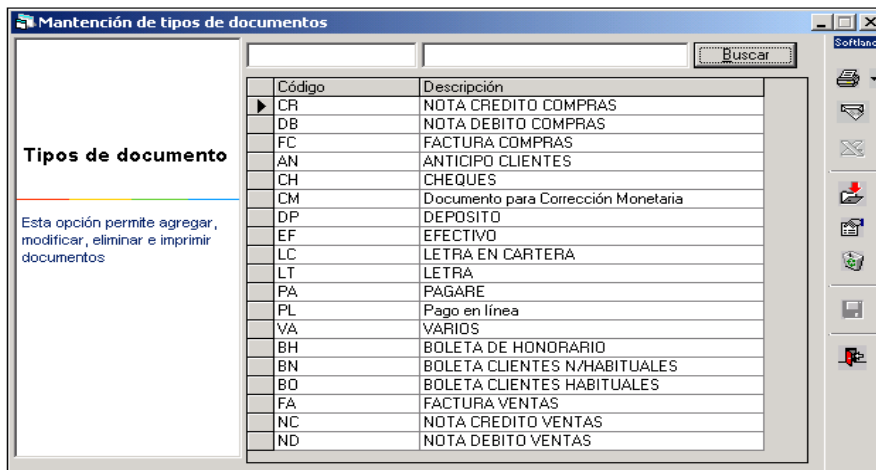 Mantención de tipos de documentos
Softland
Buscar
Tipos de documento
Esta opción permite agregar,
modificar, eliminar e imprimir
documentos
Código Descripción
CR NOTA CREDITO COMPRAS
DB NOTA DEBITO COMPRAS
FC FACTURA COMPRAS
AN ANTICIPO CLIENTES
CH CHEQUES
CM Documento para Corrección Monetaria
DP DEPOSITO
EF EFECTIVO
LC LETRA EN CARTERA
LT LETRA
PA PAGARE
PL Pago en línea
VA VARIOS
BH BOLETA DE HONORARIO
BN BOLETA CLIENTES N/HABITUALES
BO BOLETA CLIENTES HABITUALES
FA FACTURA VENTAS
NC NOTA CREDITO VENTAS
ND NOTA DEBITO VENTAS